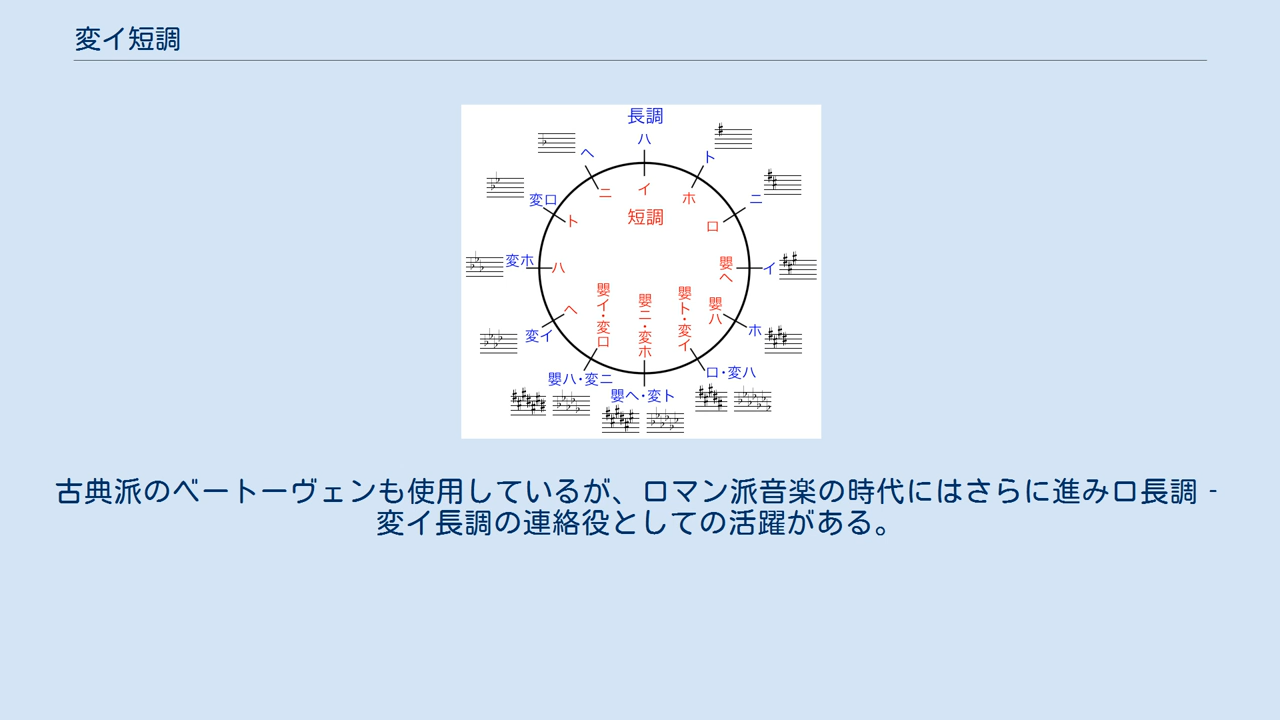 変イ短調
長調
ハ
ヘ
ト
変ロ
ニ
変ホ
イ
変イ
ホ
嬰ハ・変ニ
嬰ヘ・変ト
ロ・変ハ
イ
ニ
ホ
短調
ト
ロ
ハ
嬰ヘ
ヘ
嬰イ・変ロ
嬰ニ・変ホ
嬰ト・変イ
嬰ハ
古典派のベートーヴェンも使用しているが、ロマン派音楽の時代にはさらに進みロ長調 -
変イ長調の連絡役としての活躍がある。